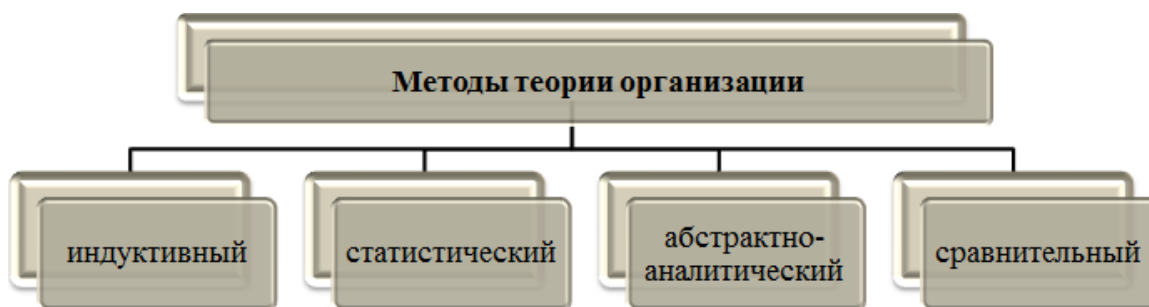 Методы теории организации
индуктивный
статистический
абстрактно-
аналитический
сравнительный